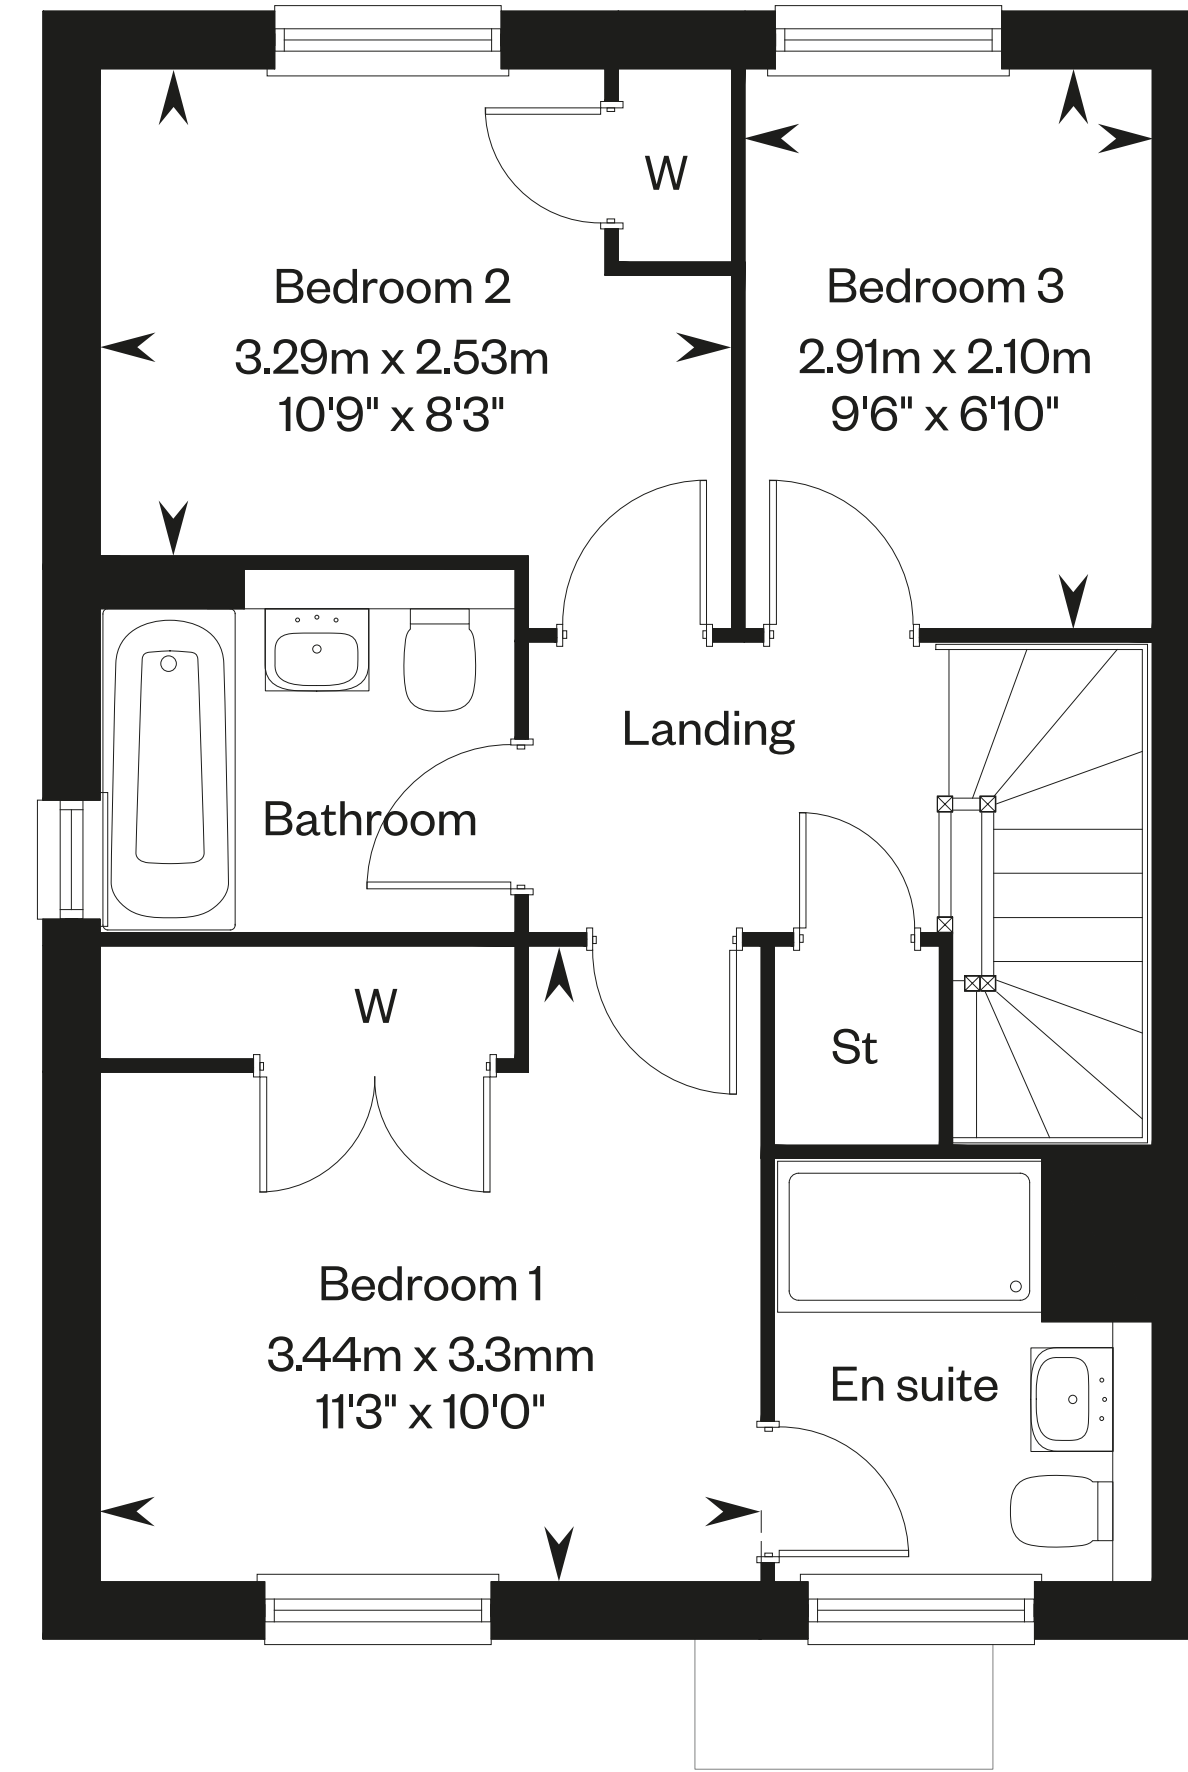 W
Bedroom 2
3.29m x 2.53m
10'9" x 8'3"
Bedroom 3
2.91m x 2.10m
9'6" x 6'10"
Landing
Bathroom
W
St
Bedroom 1
3.44m x 3.3mm
11'3" x 10'0"
En suite